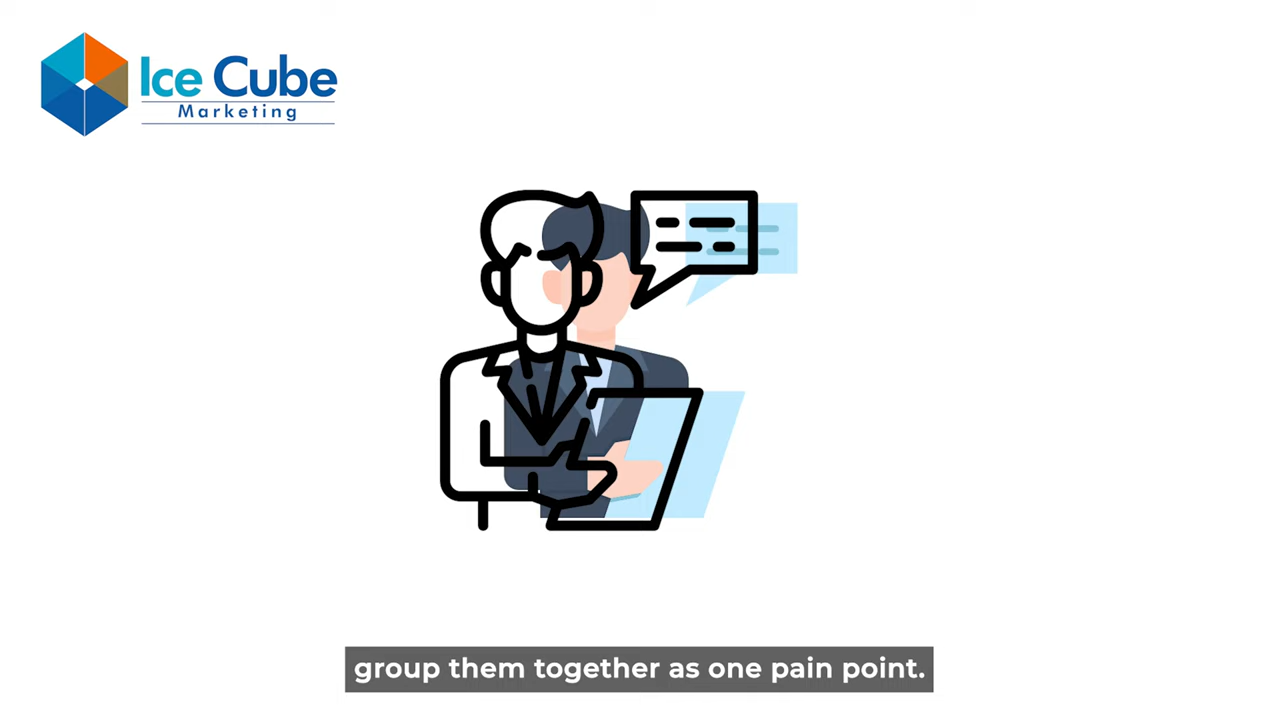 Ice Cube
Marketing
group them together as one pain point.